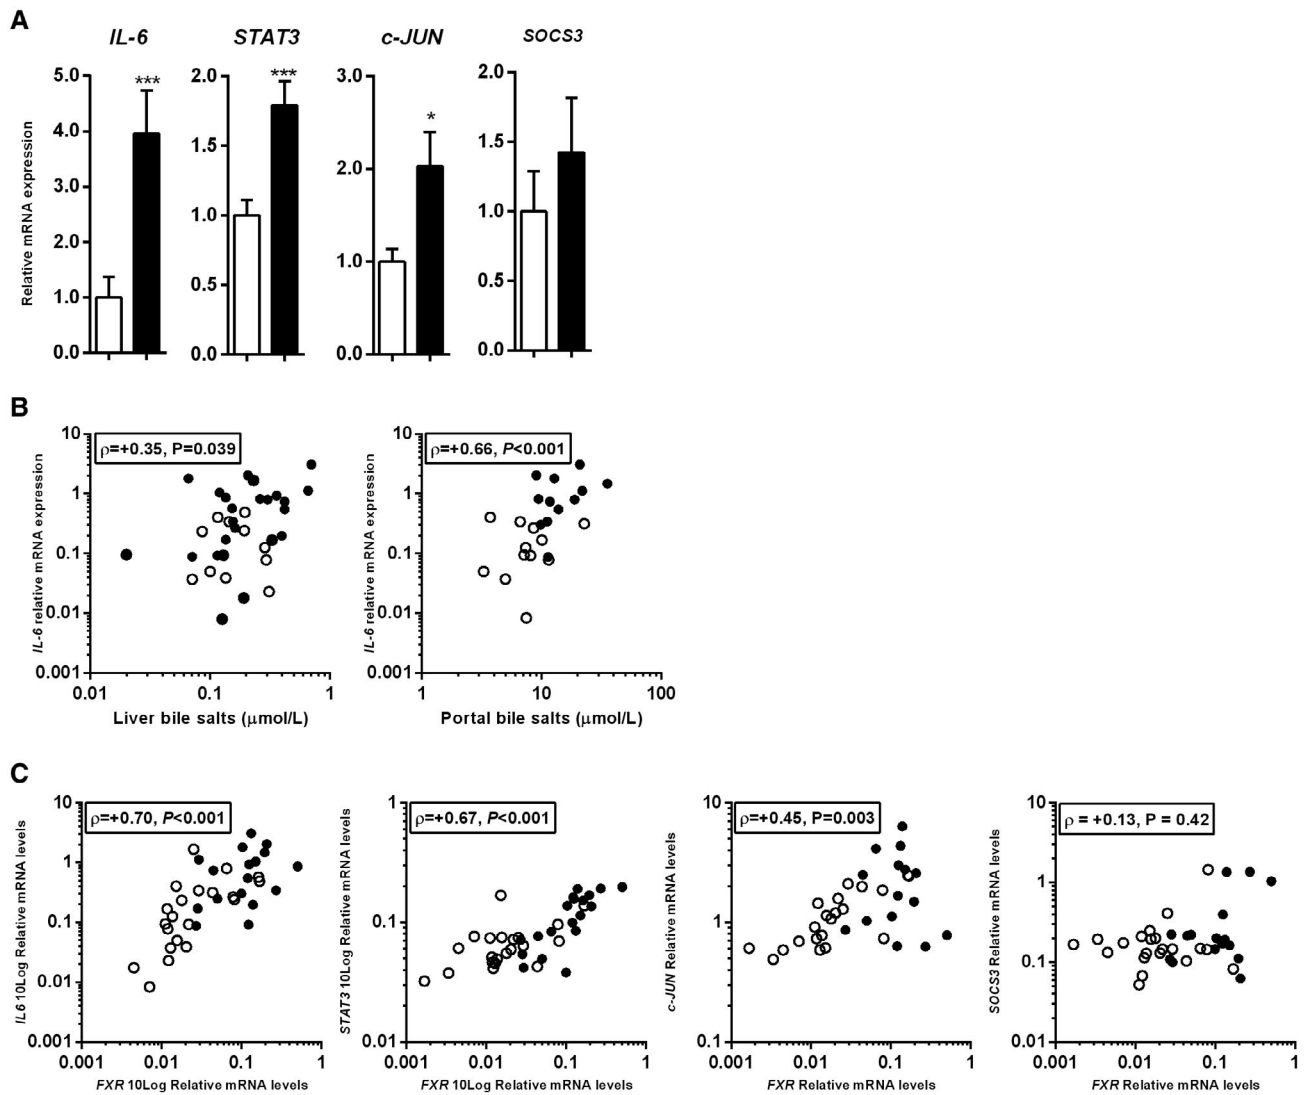 A
IL-6 STAT3 c-JUN SOCS3
Relative mRNA expression
5.0 4.0 3.0 2.0 1.0 0.0
***
2.0 1.5 1.0 0.5 0.0
***
3.0 2.0 1.0 0.0
*
2.0 1.5 1.0 0.5 0.0
B
ρ=+0.35, P=0.039
IL-6 relative mRNA expression
10 1 0.1 0.01 0.001
0.01 0.1 1
Liver bile salts (μmol/L)
ρ=+0.66, P<0.001
IL-6 relative mRNA expression
10 1 0.1 0.01 0.001
1 10 100
Portal bile salts (μmol/L)
C
ρ=+0.70, P<0.001
IL6 10Log Relative mRNA levels
10 1 0.1 0.01 0.001
0.001 0.01 0.1 1
FXR 10Log Relative mRNA levels
ρ=+0.67, P<0.001
STAT3 10Log Relative mRNA levels
1 0.1 0.01
0.001 0.01 0.1 1
FXR 10Log Relative mRNA levels
ρ=+0.45, P=0.003
c-JUN Relative mRNA levels
10 1 0.1
0.001 0.01 0.1 1
FXR Relative mRNA levels
ρ = +0.13, P = 0.42
SOCS3 Relative mRNA levels
10 1 0.1 0.01
0.001 0.01 0.1 1
FXR Relative mRNA levels